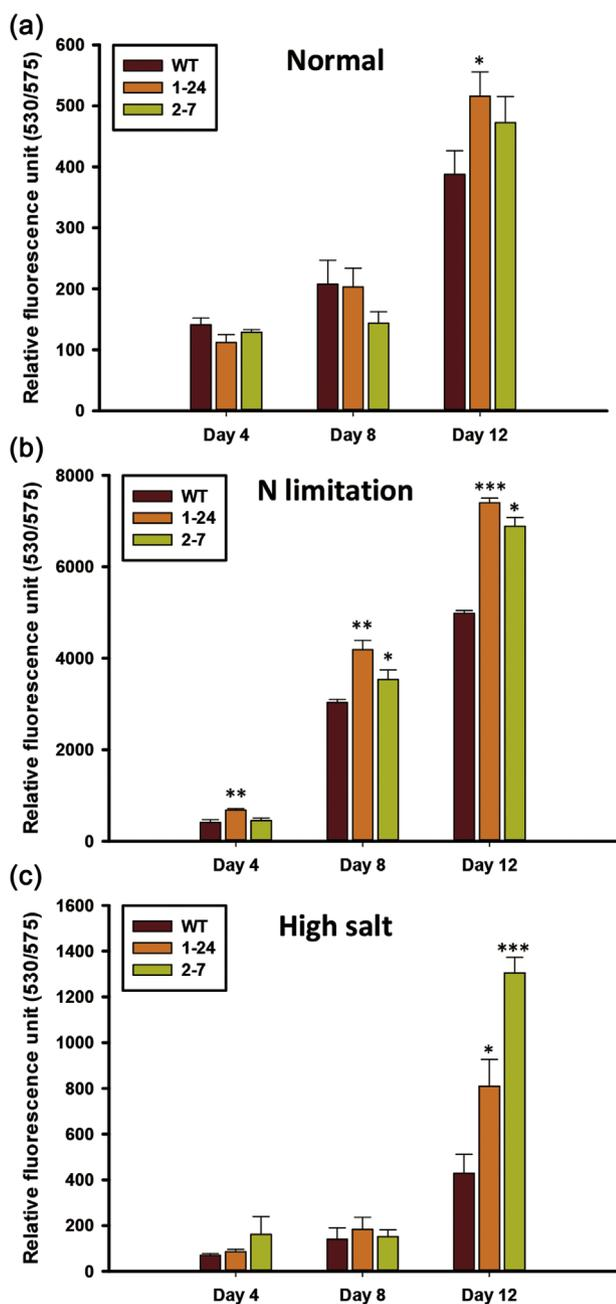 (a)
Normal
WT
1-24
2-7
Relative fluorescence unit (530/575)
600
500
400
300
200
100
0
*
Day 4 Day 8 Day 12
(b)
N limitation
WT
1-24
2-7
Relative fluorescence unit (530/575)
8000
6000
4000
2000
0
** ** * *** *
Day 4 Day 8 Day 12
(c)
High salt
WT
1-24
2-7
Relative fluorescence unit (530/575)
1600
1400
1200
1000
800
600
400
200
0
* ***
Day 4 Day 8 Day 12